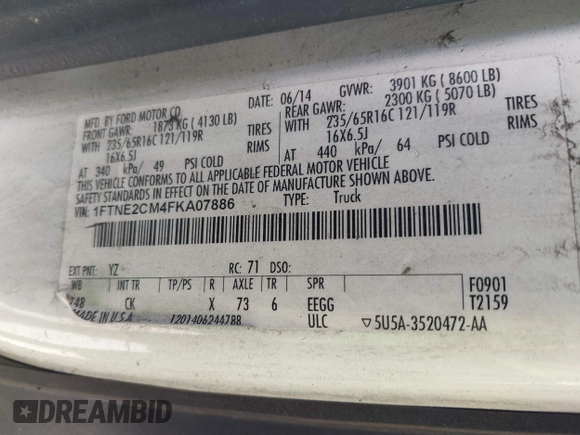 MFD. BY FORD MOTOR CO.
DATE: 06/14 GVWR: 3901 KG ( 8600 LB)
FRONT GAWR: 1873 KG ( 4130 LB)
REAR GAWR: 2300 KG ( 5070 LB)
WITH 235/65R16C 121/119R TIRES
WITH 235/65R16C 121/119R TIRES
16X6.5J RIMS
16X6.5J RIMS
AT 340 kPa/ 49 PSI COLD
AT 440 kPa/ 64 PSI COLD
THIS VEHICLE CONFORMS TO ALL APPLICABLE FEDERAL MOTOR VEHICLE
SAFETY STANDARDS IN EFFECT ON THE DATE OF MANUFACTURE SHOWN ABOVE.
VIN: 1FTNE2CM4FKA07886
TYPE: Truck
EXT PNT: YZ RC: 71 DSO:
WB INT TR TP/PS R AXLE TR SPR F0901
24B CK X 73 6 EEGG T2159
MADE IN U.S.A. 1201406244788 ULC ▽5U5A-3520472-AA
DREAMBID